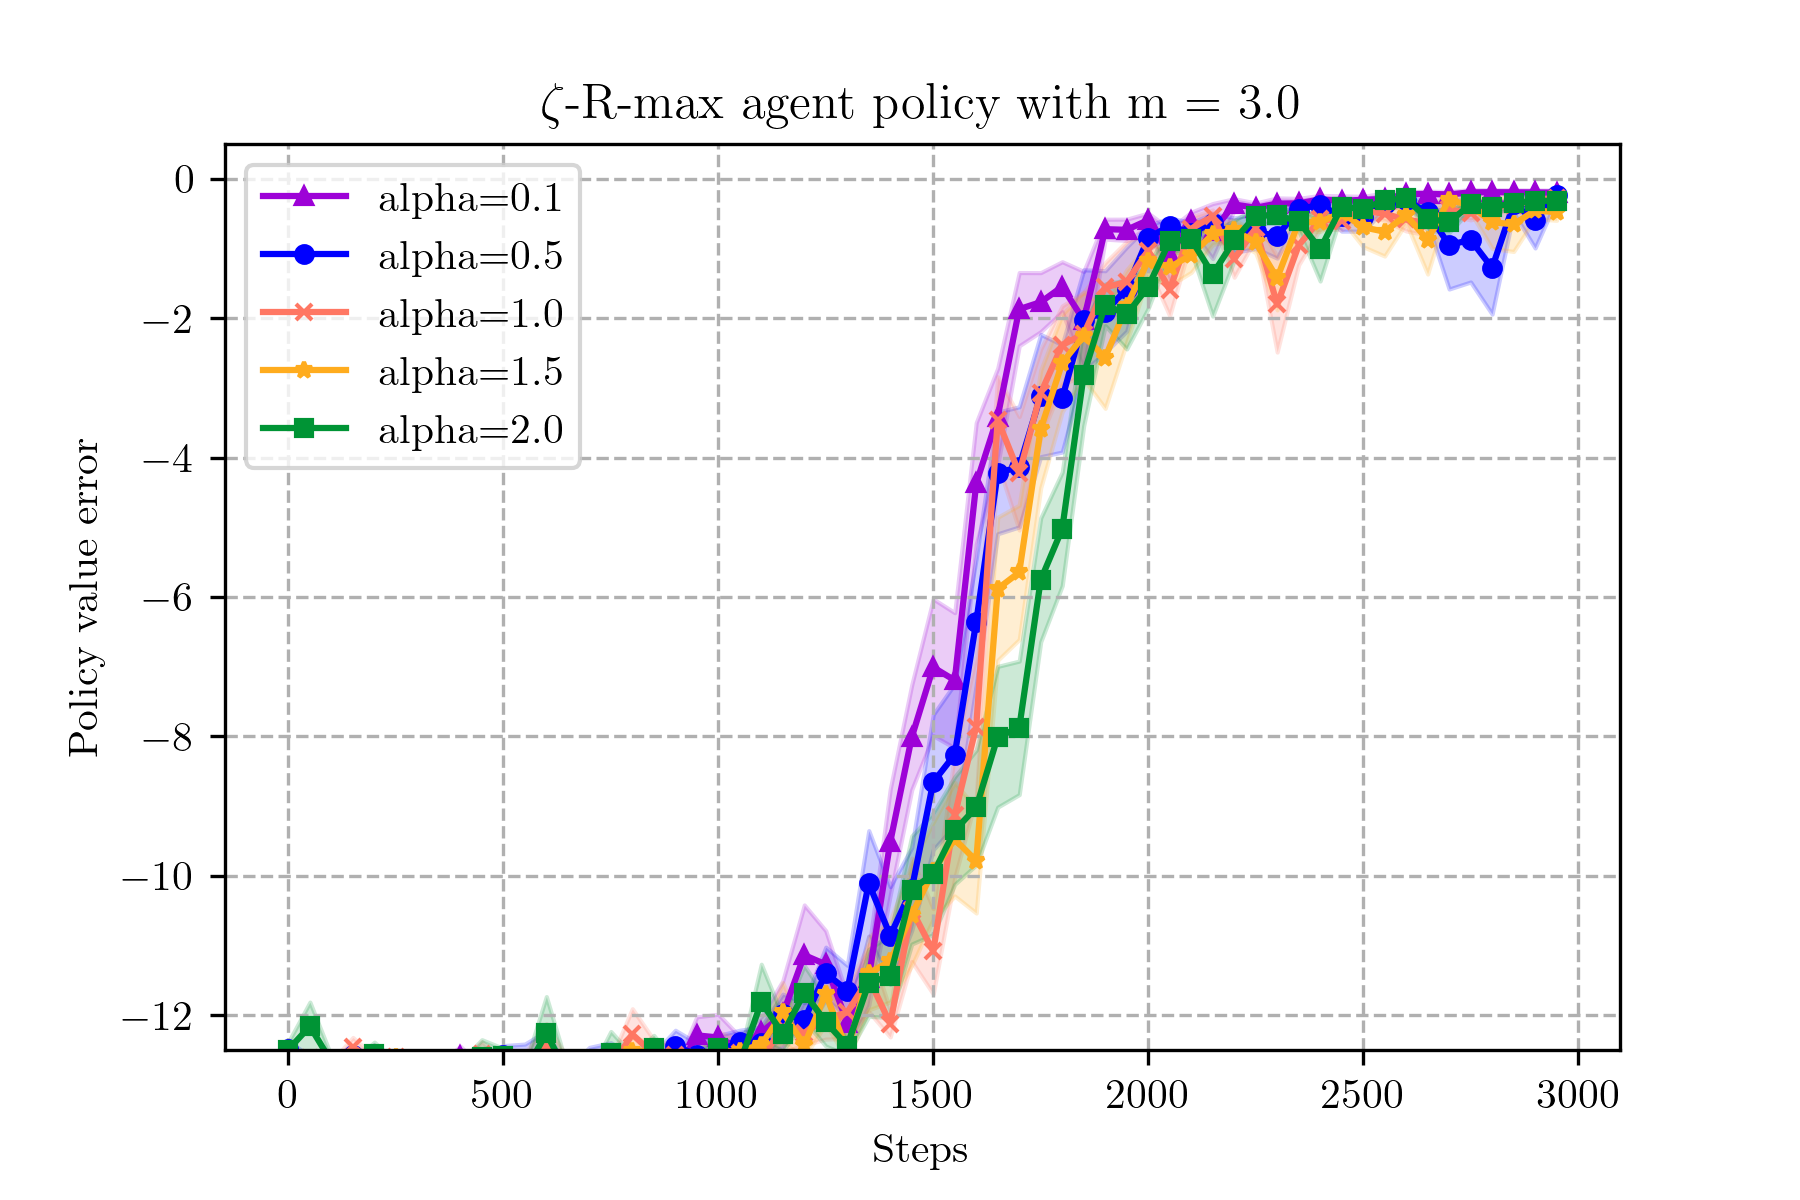 ζ-R-max agent policy with m = 3.0
Policy value error
0
−2
−4
−6
−8
−10
−12
alpha=0.1
alpha=0.5
alpha=1.0
alpha=1.5
alpha=2.0
0 500 1000 1500 2000 2500 3000
Steps